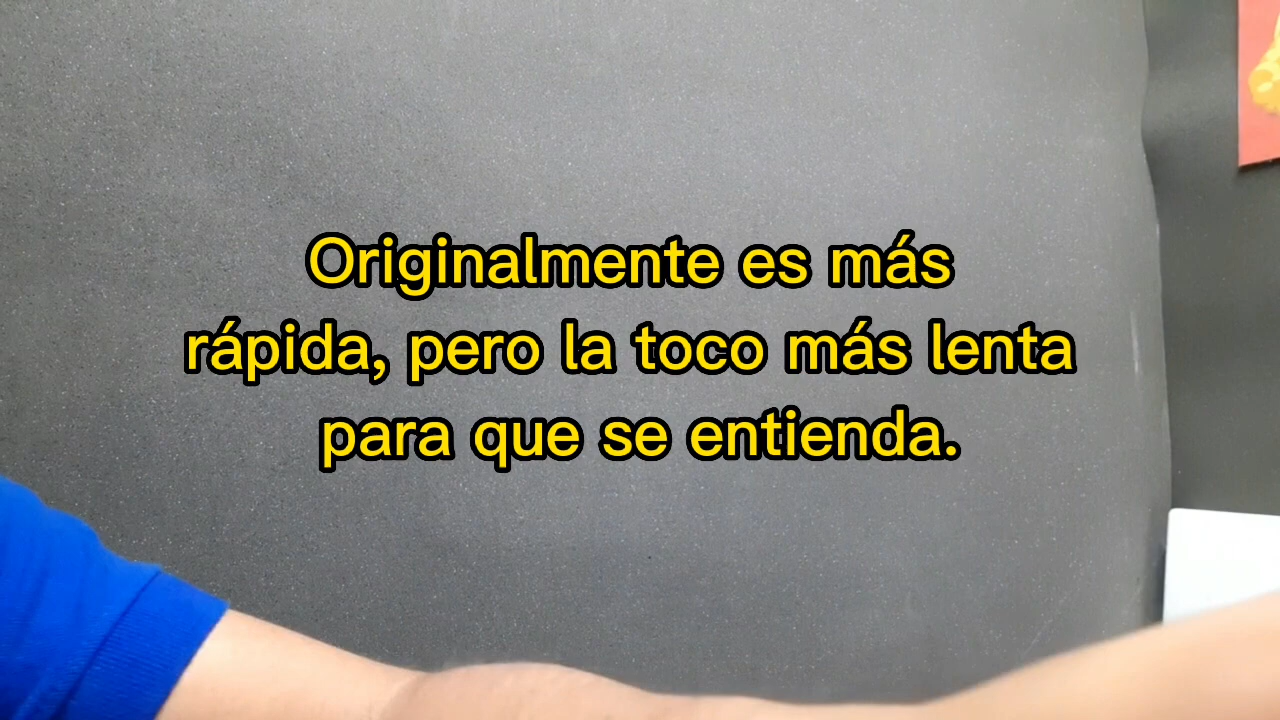 Originalmente es más
rápida, pero la toco más lenta
para que se entienda.